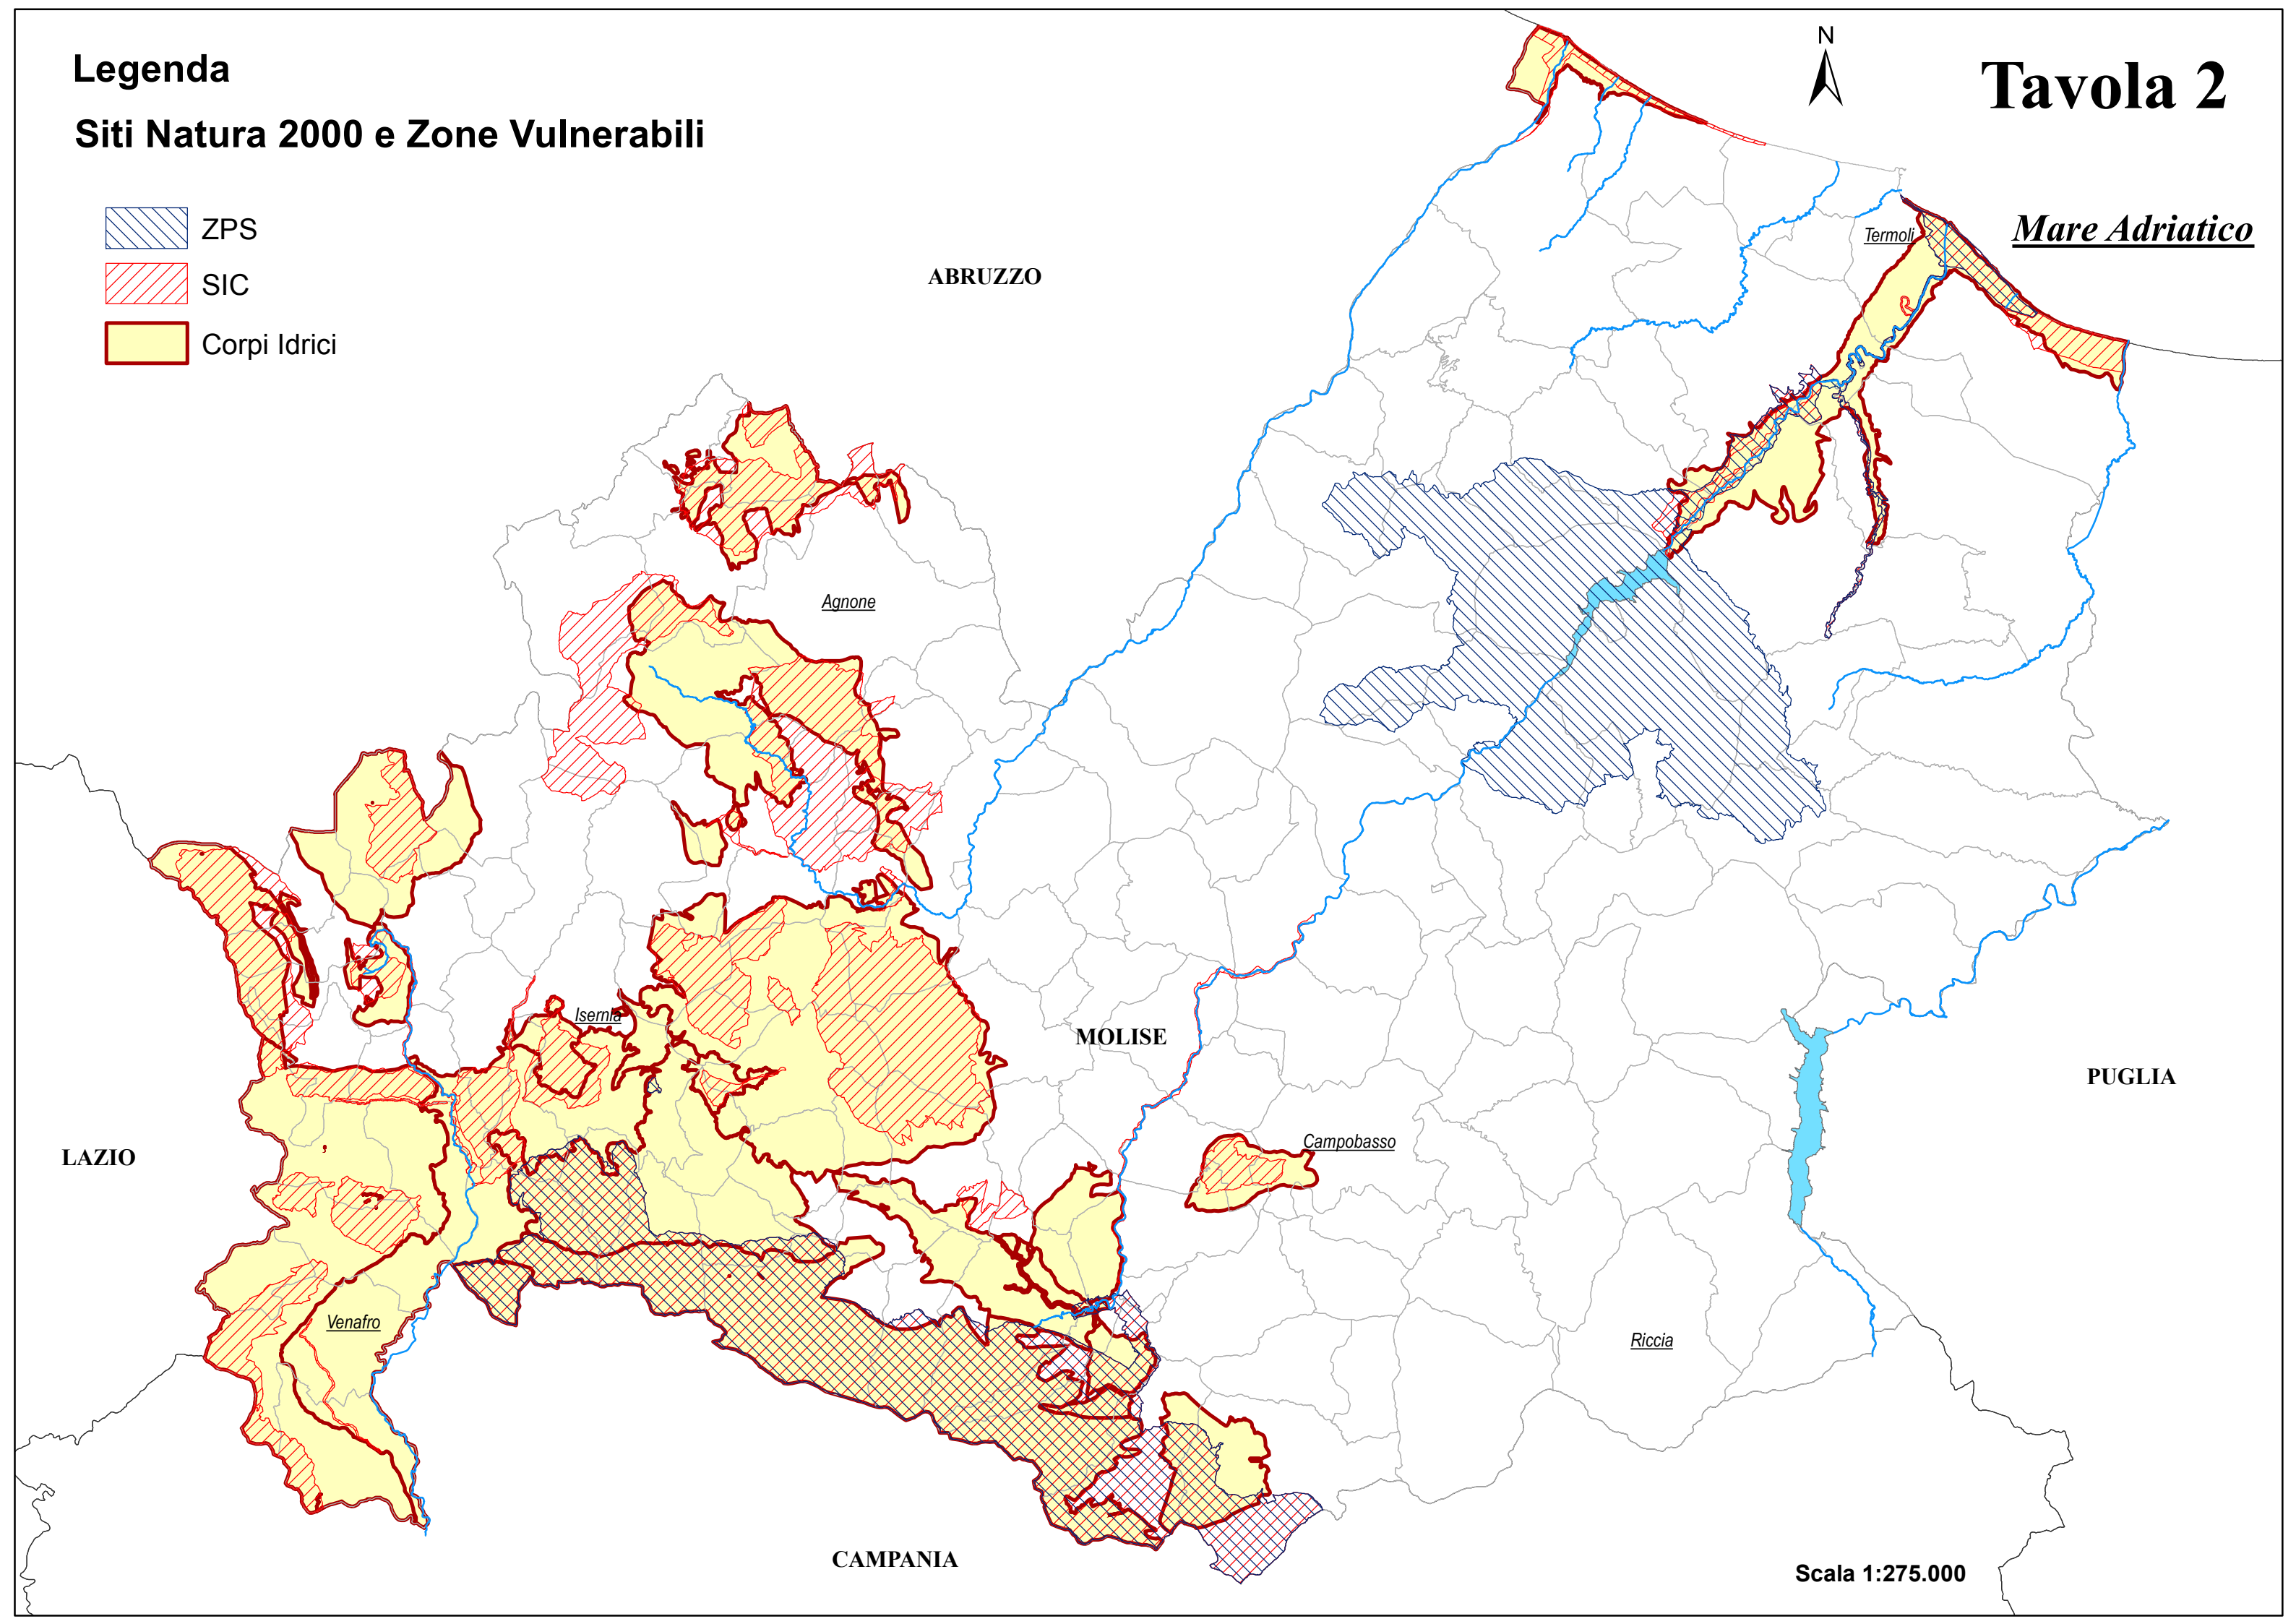 Legenda
Siti Natura 2000 e Zone Vulnerabili
ZPS
SIC
Corpi Idrici
N
Tavola 2
Mare Adriatico
Termoli
ABRUZZO
Agnone
Isernia
MOLISE
PUGLIA
Campobasso
LAZIO
Venafro
Riccia
CAMPANIA
Scala 1:275.000